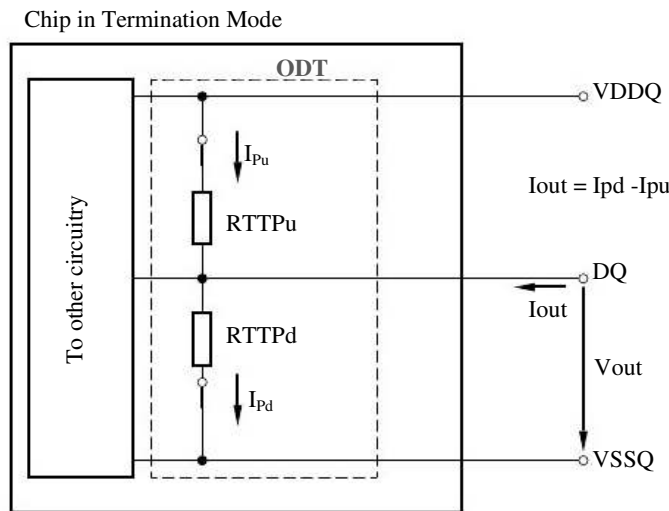 Chip in Termination Mode
ODT
VDDQ
IPu
Iout = Ipd -Ipu
RTTPu
To other circuitry
DQ
Iout
RTTPd
Vout
IPd
VSSQ